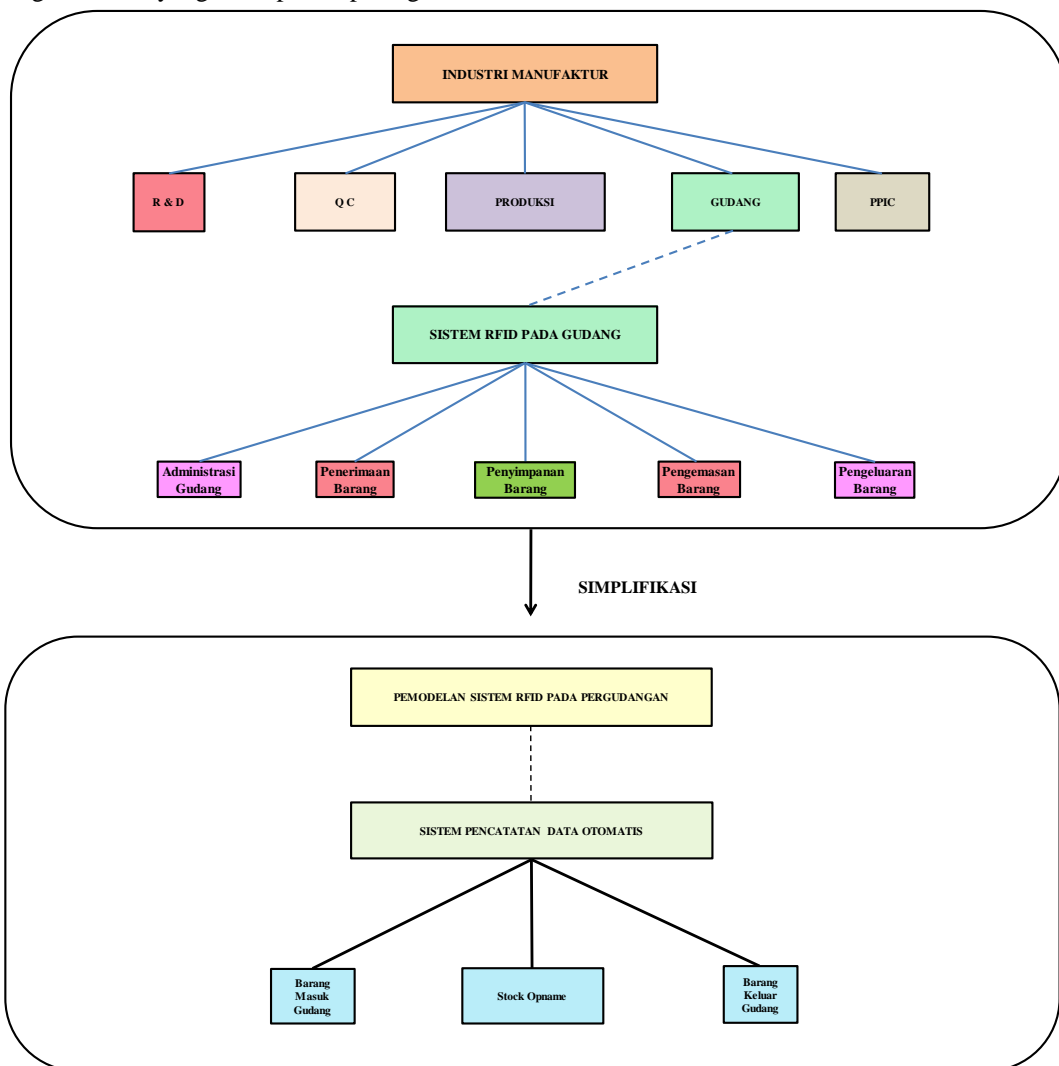 INDUSTRI MANUFAKTUR
R & D
Q C
PRODUKSI
GUDANG
PPIC
SISTEM RFID PADA GUDANG
Administrasi
Gudang
Penerimaan
Barang
Penyimpanan
Barang
Pengemasan
Barang
Pengeluaran
Barang
SIMPLIFIKASI
PEMODELAN SISTEM RFID PADA PERGUDANGAN
SISTEM PENCATATAN DATA OTOMATIS
Barang
Masuk
Gudang
Stock Opname
Barang
Keluar
Gudang